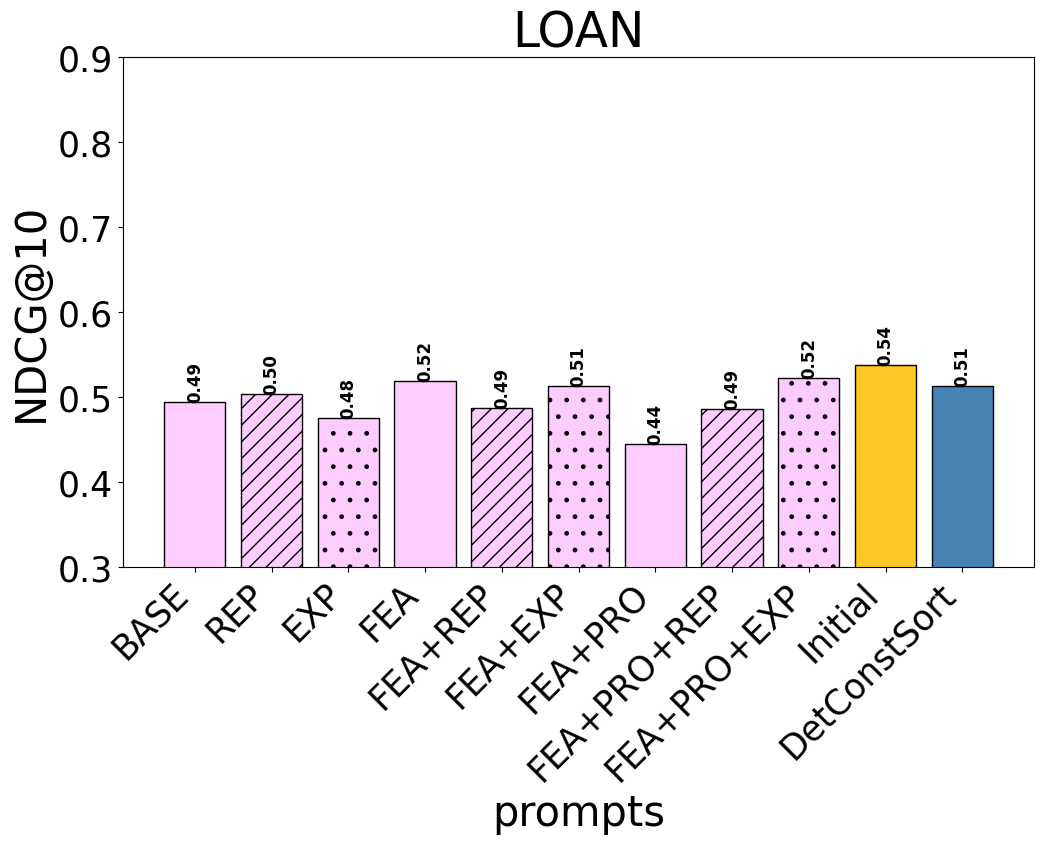 LOAN
NDCG@10
0.9
0.8
0.7
0.6
0.5
0.4
0.3
0.49
0.50
0.48
0.52
0.49
0.51
0.44
0.49
0.52
0.54
0.51
BASE
REP
EXP
FEA
FEA+REP
FEA+EXP
FEA+PRO
FEA+PRO+REP
FEA+PRO+EXP
Initial
DetConstSort
prompts